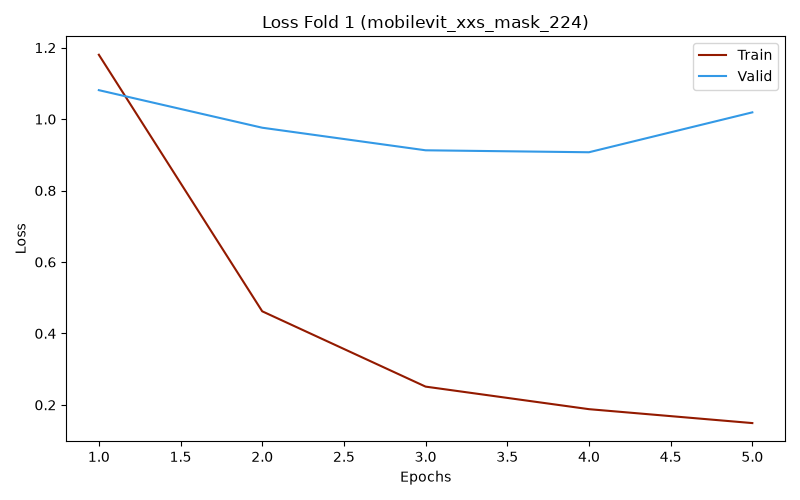 Loss Fold 1 (mobilevit_xxs_mask_224)
Train
Valid
1.2
1.0
0.8
0.6
0.4
0.2
Loss
1.0 1.5 2.0 2.5 3.0 3.5 4.0 4.5 5.0
Epochs